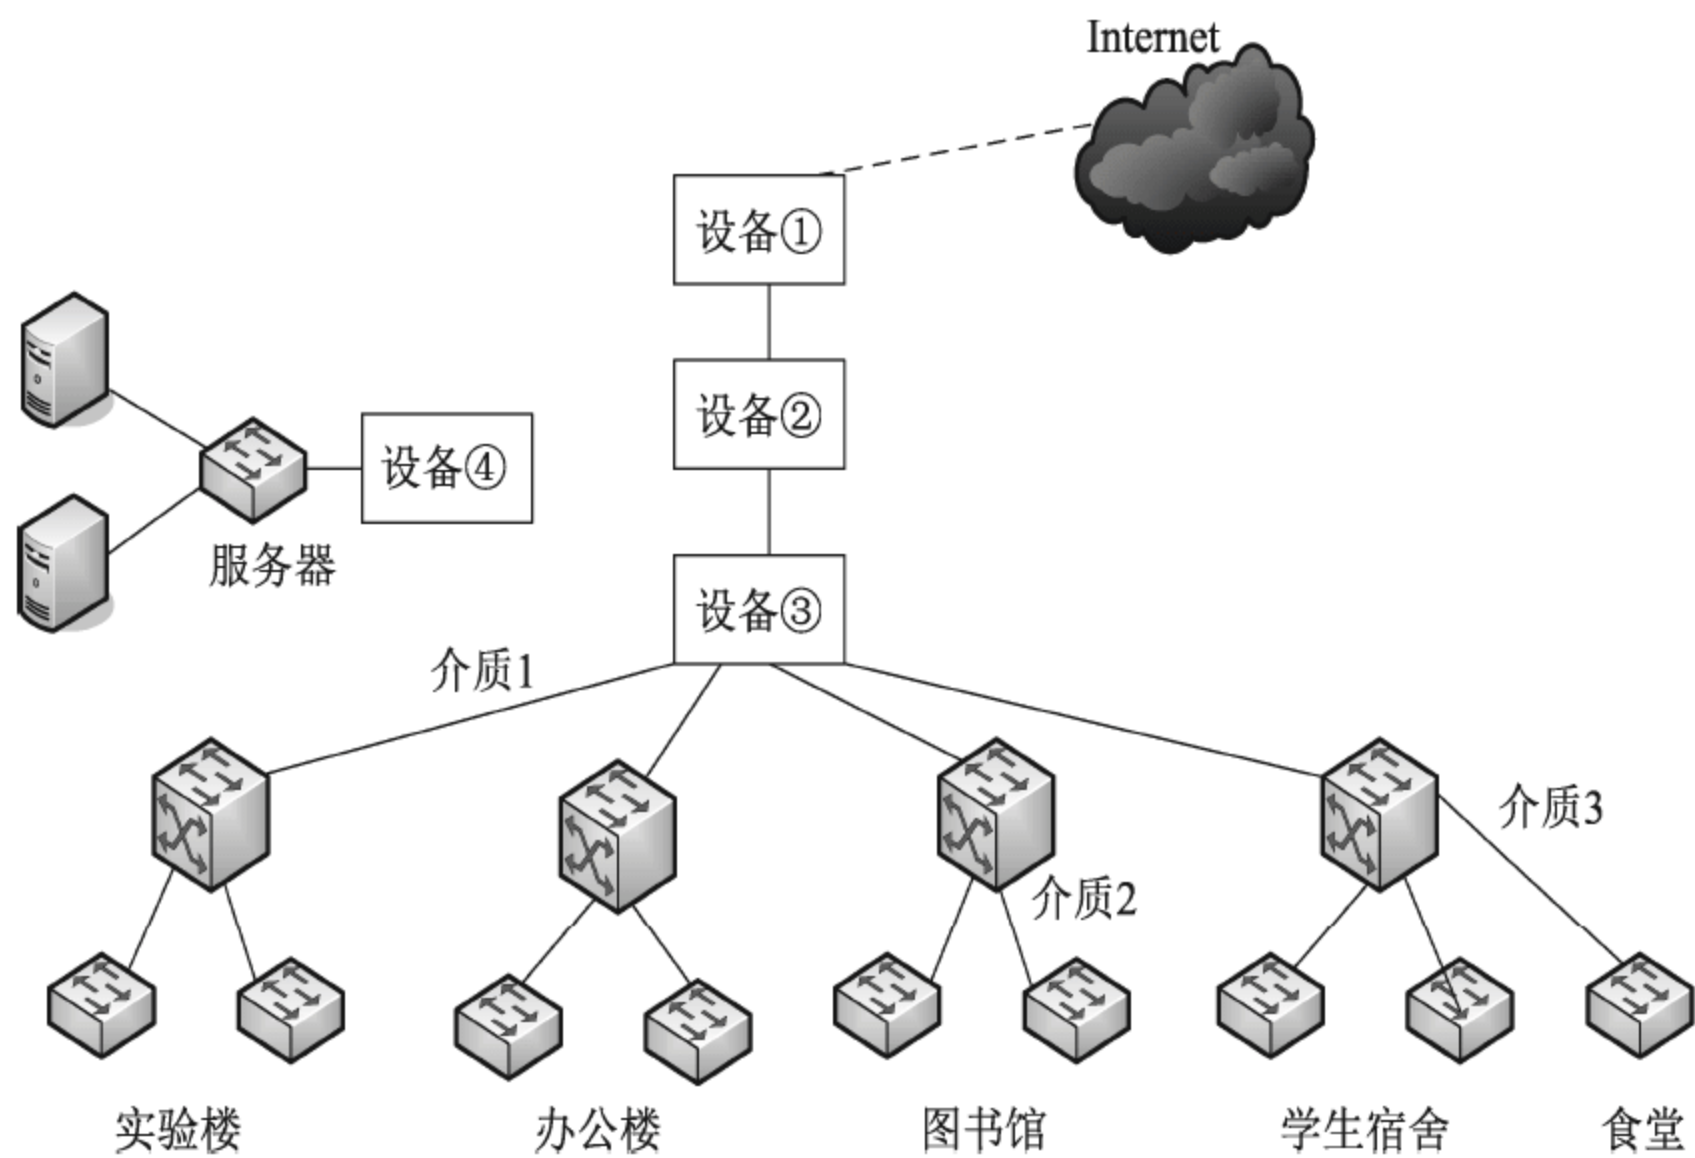 Internet
设备①
设备②
设备④
服务器
设备③
介质1
介质3
介质2
实验楼
办公楼
图书馆
学生宿舍
食堂